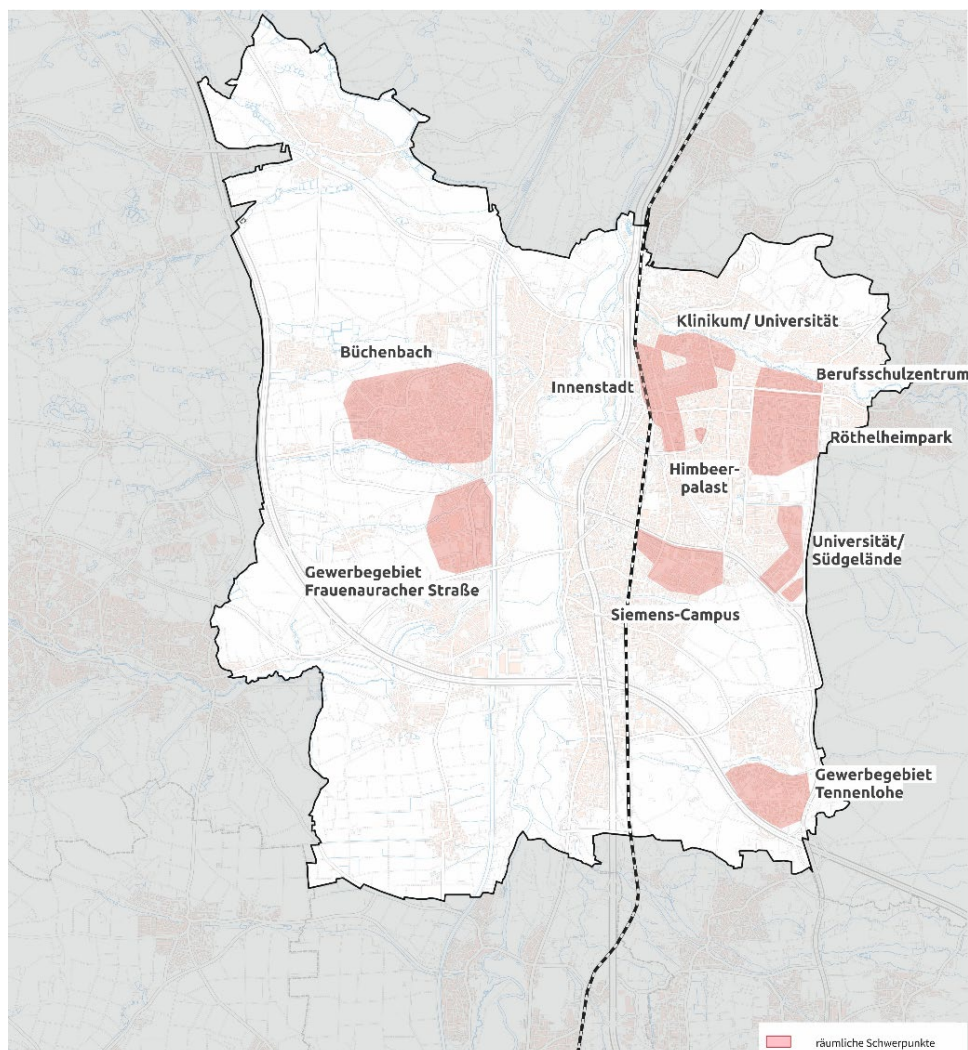 Klinikum/ Universität
Büchenbach
Innenstadt
Berufsschulzentrum
Röthelheimpark
Himbeer-
palast
Universität/
Südgelände
Gewerbegebiet
Frauenauracher Straße
Siemens-Campus
Gewerbegebiet
Tennenlohe
räumliche Schwerpunkte